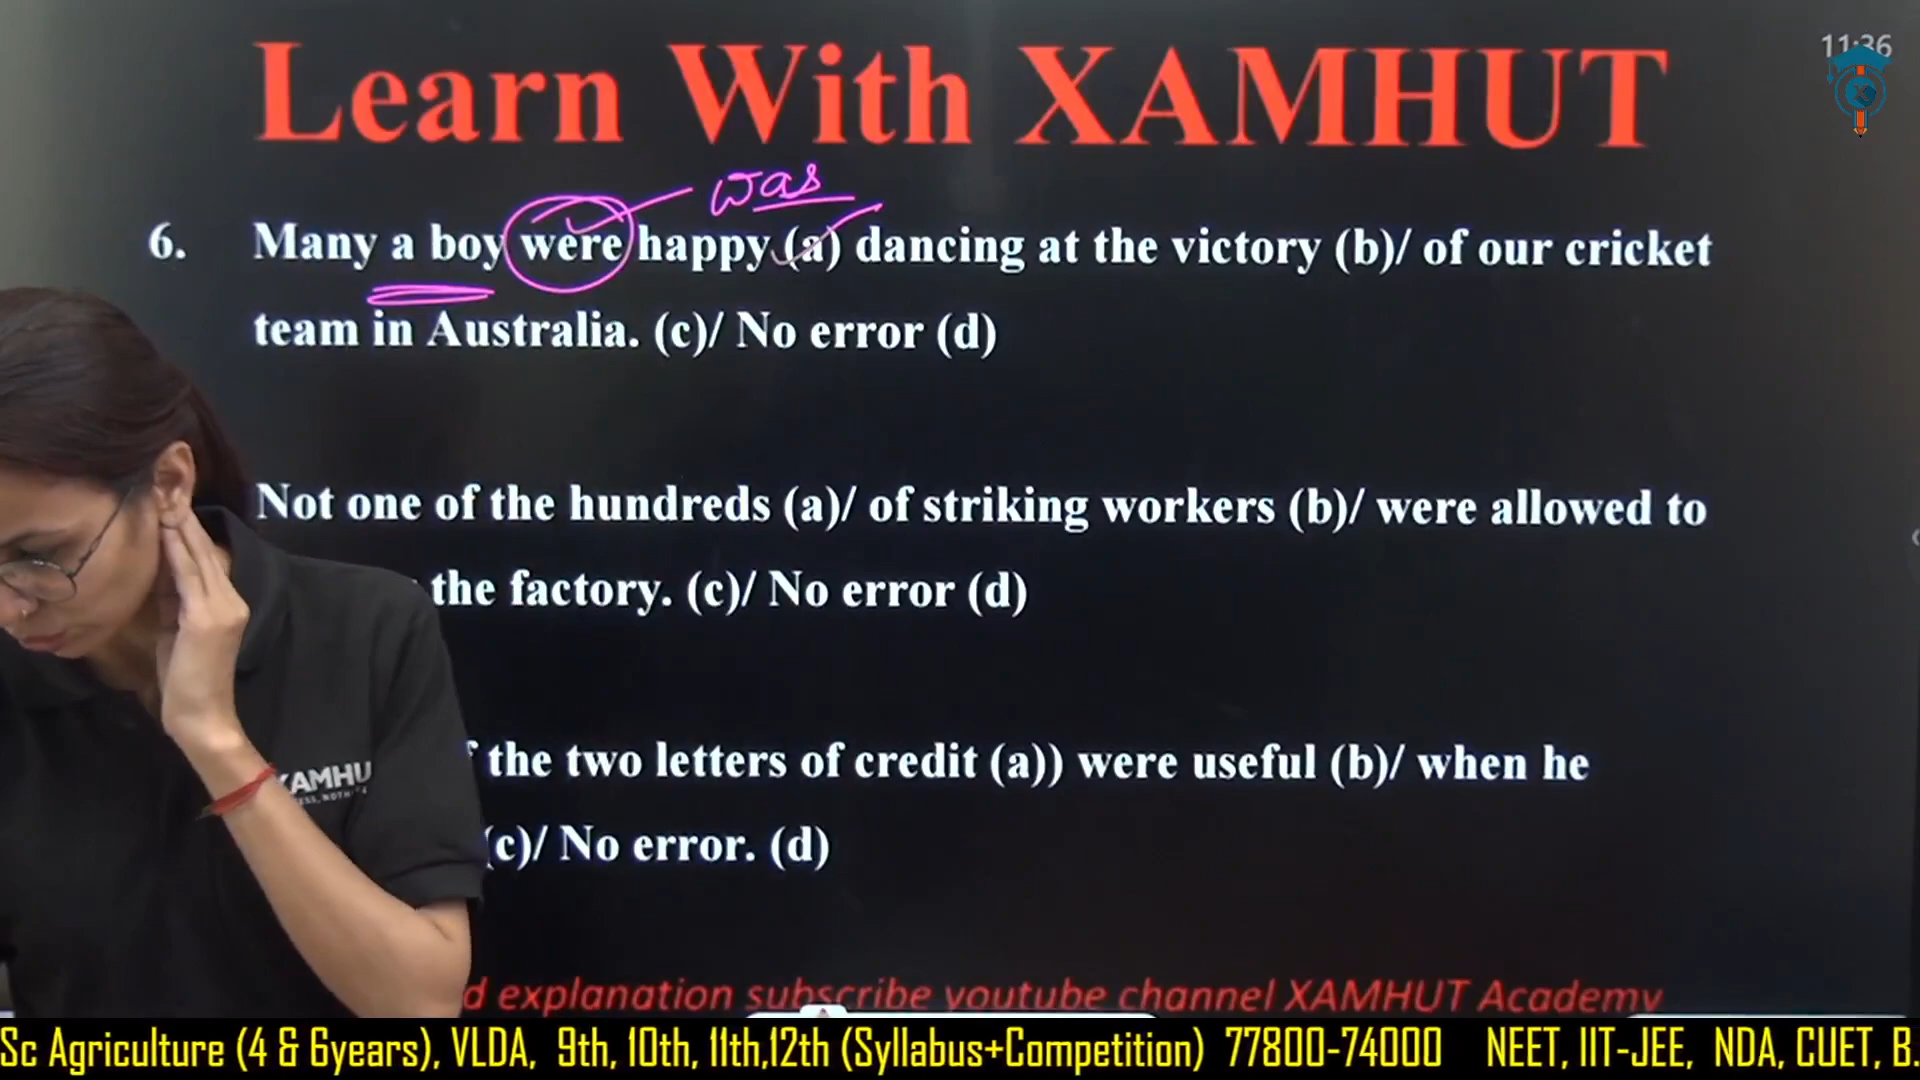 Learn With XAMHUT
11:36
was
6. Many a boy were happy (a) dancing at the victory (b)/ of our cricket
team in Australia. (c)/ No error (d)
Not one of the hundreds (a)/ of striking workers (b)/ were allowed to
the factory. (c)/ No error (d)
the two letters of credit (a)) were useful (b)/ when he
(c)/ No error. (d)
XAMHU
explanation subscribe youtube channel XAMHUT Academy
Sc Agriculture (4 & 6years), VLDA, 9th, 10th, 11th,12th (Syllabus+Competition) 77800-74000 NEET, IIT-JEE, NDA, CUET, B.